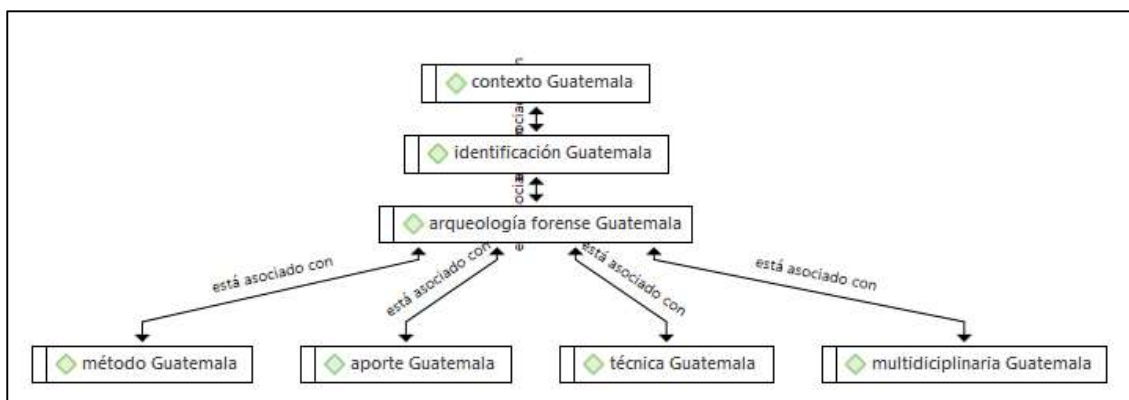 contexto Guatemala
identificación Guatemala
arqueología forense Guatemala
está asociado con
está asociado con
está asociado con
está asociado con
método Guatemala
aporte Guatemala
técnica Guatemala
multidiciplinaria Guatemala